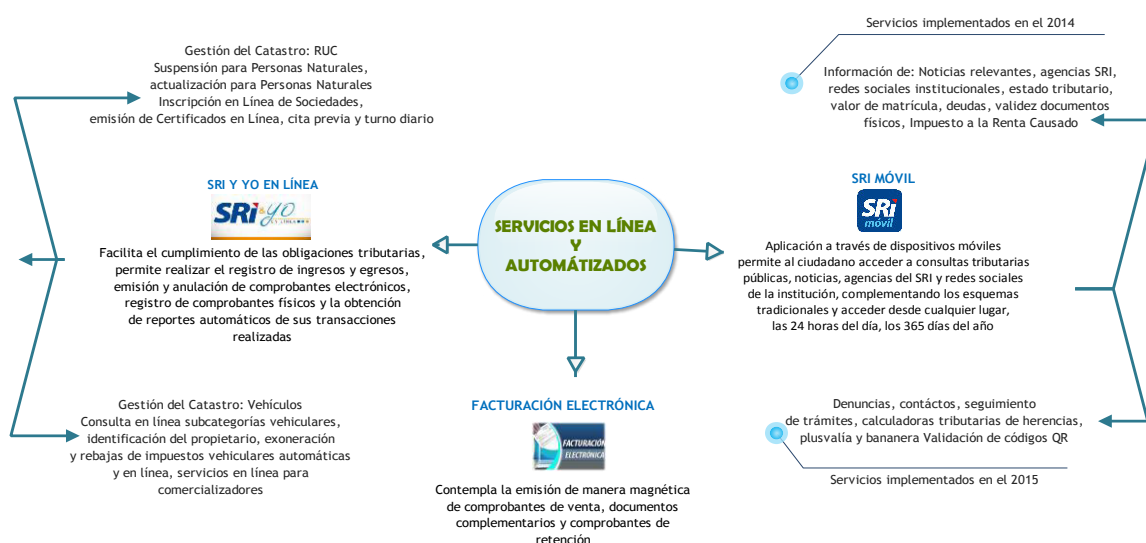 Servicios implementados en el 2014
Gestión del Catastro: RUC
Suspensión para Personas Naturales,
actualización para Personas Naturales
Inscripción en Línea de Sociedades,
emisión de Certificados en Línea, cita previa y turno diario
Información de: Noticias relevantes, agencias SRI,
redes sociales institucionales, estado tributario,
valor de matrícula, deudas, validez documentos
físicos, Impuesto a la Renta Causado
SRI Y YO EN LÍNEA
SRi & yo
EN LÍNEA
Facilita el cumplimiento de las obligaciones tributarias,
permite realizar el registro de ingresos y egresos,
emisión y anulación de comprobantes electrónicos,
registro de comprobantes físicos y la obtención
de reportes automáticos de sus transacciones
realizadas
SERVICIOS EN LÍNEA
Y
AUTOMÁTIZADOS
SRI MÓVIL
SRi
móvil
Aplicación a través de dispositivos móviles
permite al ciudadano acceder a consultas tributarias
públicas, noticias, agencias del SRI y redes sociales
de la institución, complementando los esquemas
tradicionales y acceder desde cualquier lugar,
las 24 horas del día, los 365 días del año
Gestión del Catastro: Vehículos
Consulta en línea subcategorías vehiculares,
identificación del propietario, exoneración
y rebajas de impuestos vehiculares automáticas
y en línea, servicios en línea para
comercializadores
FACTURACIÓN ELECTRÓNICA
FACTURACIÓN
ELECTRÓNICA
Contempla la emisión de manera magnética
de comprobantes de venta, documentos
complementarios y comprobantes de
retención
Denuncias, contáctos, seguimiento
de trámites, calculadoras tributarias de herencias,
plusvalía y bananera Validación de códigos QR
Servicios implementados en el 2015